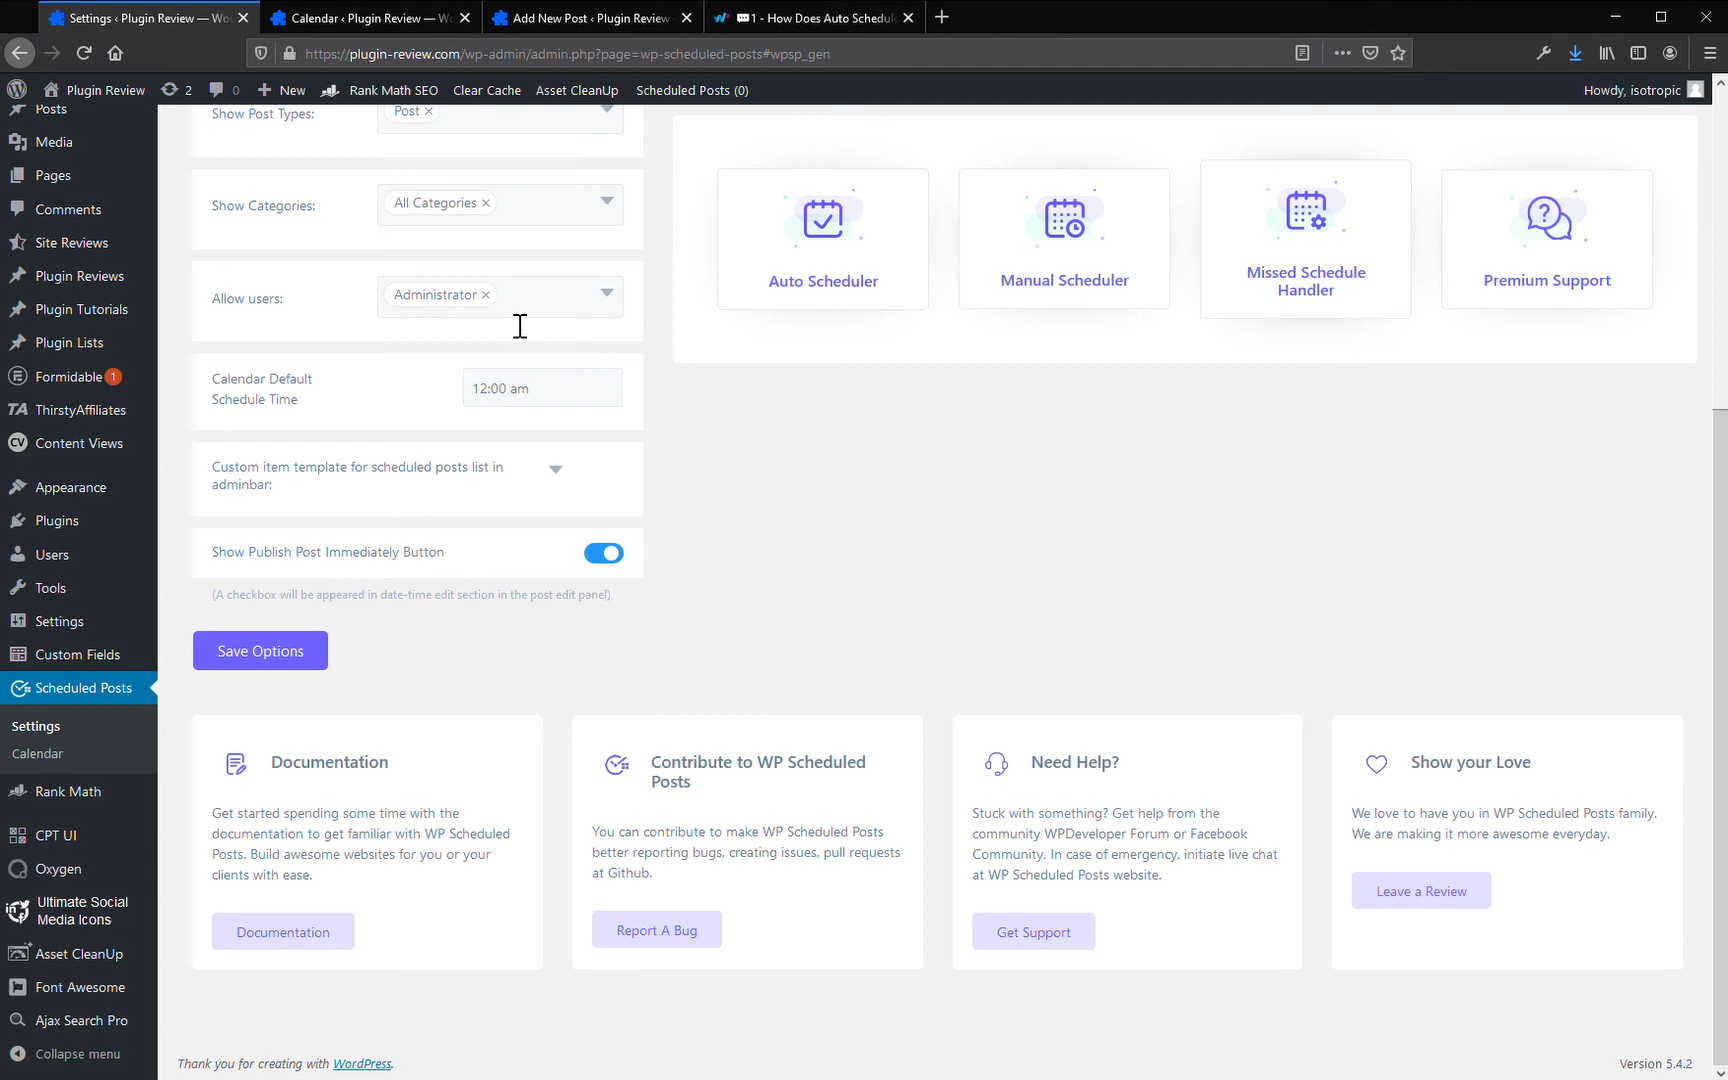 Settings ‹ Plugin Review — Wo
Calendar ‹ Plugin Review — W
Add New Post ‹ Plugin Review
1 - How Does Auto Schedul
https://plugin-review.com/wp-admin/admin.php?page=wp-scheduled-posts#wpsp_gen
Plugin Review
2
0
New
Rank Math SEO
Clear Cache
Asset CleanUp
Scheduled Posts (0)
Howdy, isotropic
Posts
Media
Pages
Comments
Site Reviews
Plugin Reviews
Plugin Tutorials
Plugin Lists
Formidable 1
TA ThirstyAffiliates
CV Content Views
Appearance
Plugins
Users
Tools
Settings
Custom Fields
Scheduled Posts
Settings
Calendar
Rank Math
CPT UI
Oxygen
Ultimate Social
Media Icons
Asset CleanUp
Font Awesome
Ajax Search Pro
Collapse menu
Show Post Types:
Post ×
Show Categories:
All Categories ×
Allow users:
Administrator ×
Calendar Default
Schedule Time
12:00 am
Custom item template for scheduled posts list in
adminbar:
Show Publish Post Immediately Button
(A checkbox will be appeared in date-time edit section in the post edit panel)
Save Options
Auto Scheduler
Manual Scheduler
Missed Schedule
Handler
Premium Support
Documentation
Get started spending some time with the
documentation to get familiar with WP Scheduled
Posts. Build awesome websites for you or your
clients with ease.
Documentation
Contribute to WP Scheduled
Posts
You can contribute to make WP Scheduled Posts
better reporting bugs, creating issues, pull requests
at Github.
Report A Bug
Need Help?
Stuck with something? Get help from the
community WPDeveloper Forum or Facebook
Community. In case of emergency, initiate live chat
at WP Scheduled Posts website.
Get Support
Show your Love
We love to have you in WP Scheduled Posts family.
We are making it more awesome everyday.
Leave a Review
Thank you for creating with WordPress.
Version 5.4.2